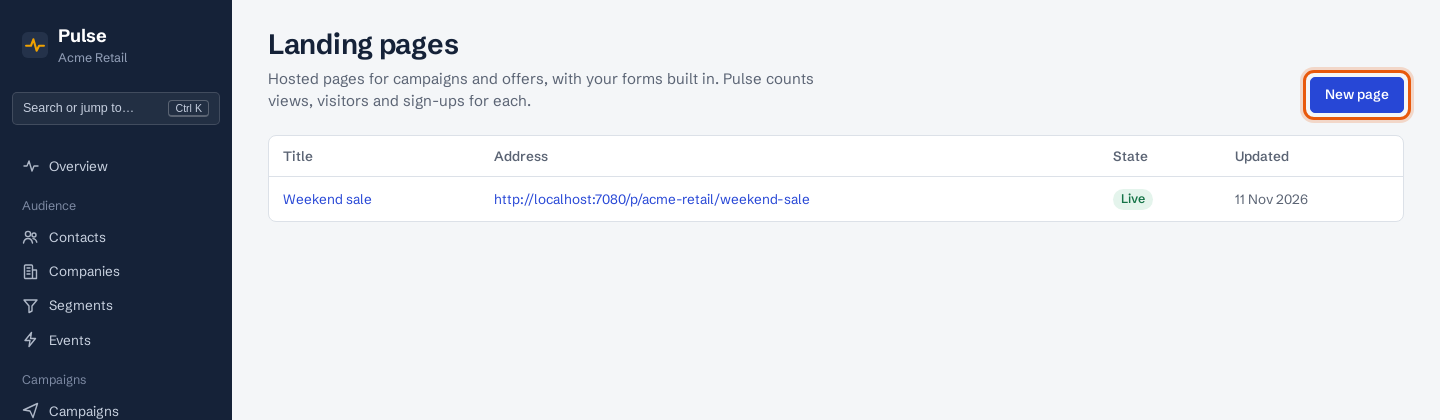 Pulse
Acme Retail
Search or jump to...
Ctrl K
Overview
Audience
Contacts
Companies
Segments
Events
Campaigns
Campaigns
Landing pages
Hosted pages for campaigns and offers, with your forms built in. Pulse counts
views, visitors and sign-ups for each.
New page
Title Address State Updated
Weekend sale http://localhost:7080/p/acme-retail/weekend-sale Live 11 Nov 2026